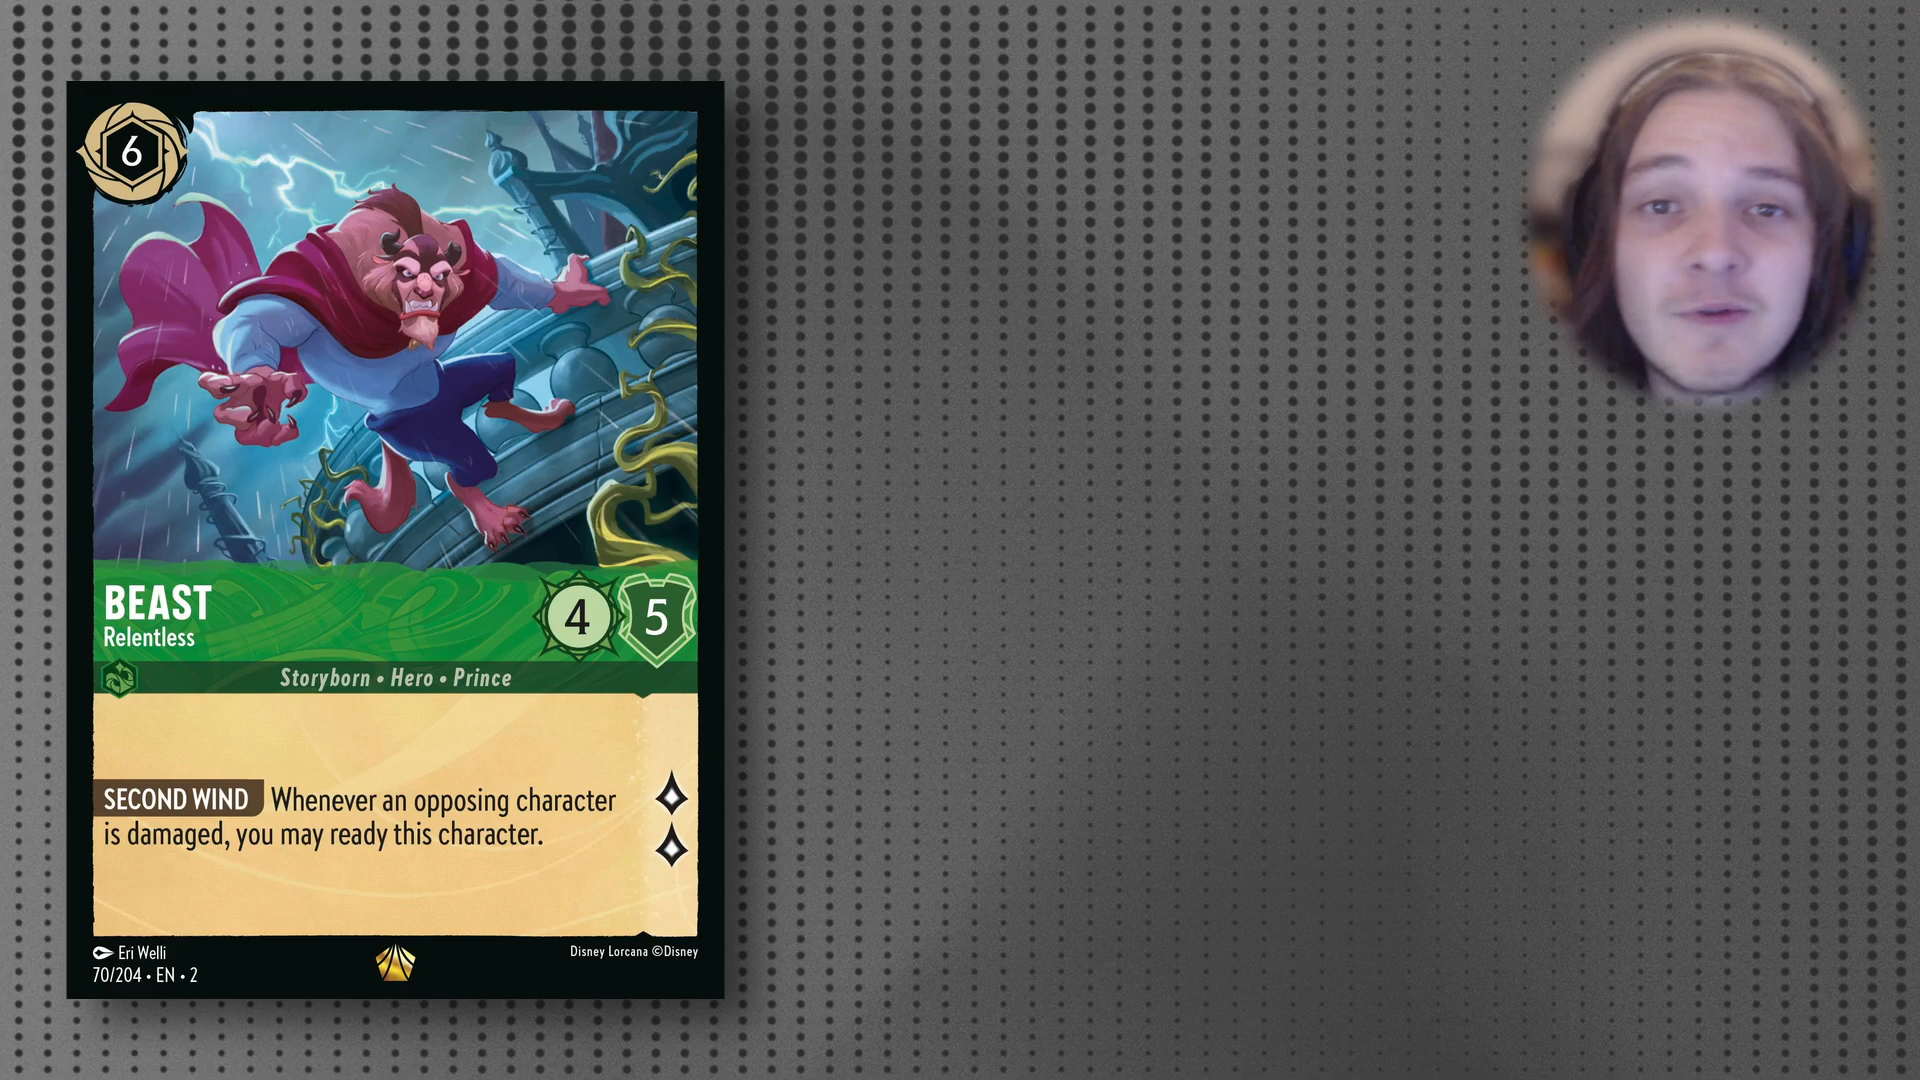 6
BEAST
Relentless
4 5
Storyborn • Hero • Prince
SECOND WIND Whenever an opposing character
is damaged, you may ready this character.
Eri Welli
70/204 • EN • 2
Disney Lorcana ©Disney